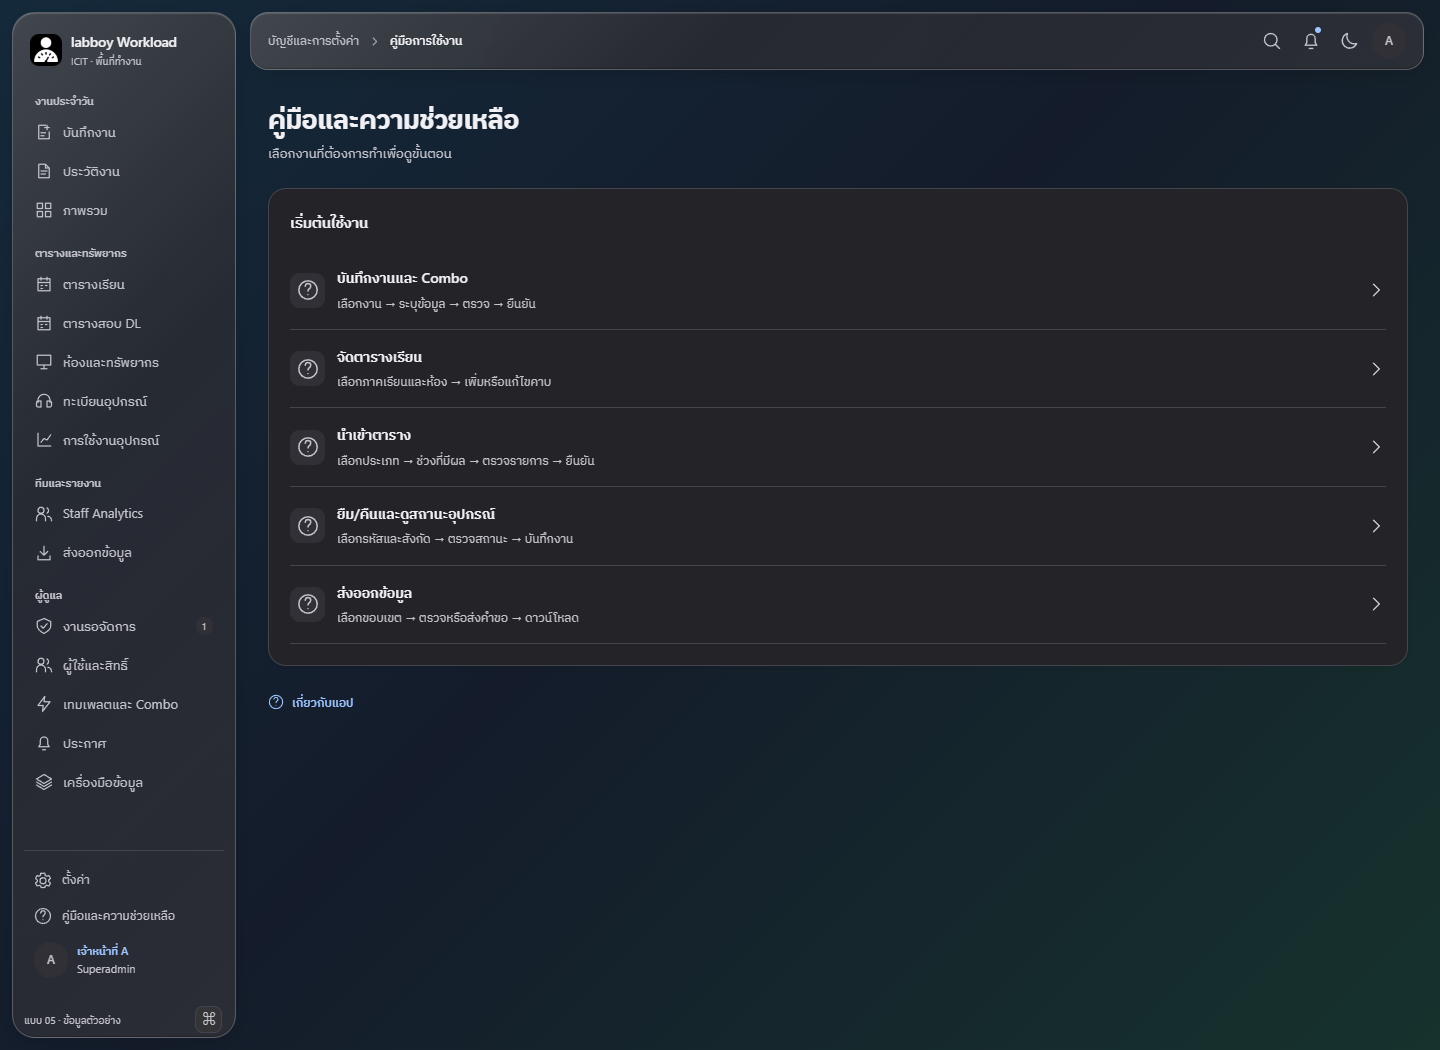 labboy Workload
ICIT · พื้นที่ทำงาน
งานประจำวัน
บันทึกงาน
ประวัติงาน
ภาพรวม
ตารางและทรัพยากร
ตารางเรียน
ตารางสอบ DL
ห้องและทรัพยากร
ทะเบียนอุปกรณ์
การใช้งานอุปกรณ์
ทีมและรายงาน
Staff Analytics
ส่งออกข้อมูล
ผู้ดูแล
งานรอจัดการ 1
ผู้ใช้และสิทธิ์
เทมเพลตและ Combo
ประกาศ
เครื่องมือข้อมูล
ตั้งค่า
คู่มือและความช่วยเหลือ
A
เจ้าหน้าที่ A
Superadmin
แบบ 05 · ข้อมูลตัวอย่าง ⌘
บัญชีและการตั้งค่า > คู่มือการใช้งาน
A
คู่มือและความช่วยเหลือ
เลือกงานที่ต้องการทำเพื่อดูขั้นตอน
เริ่มต้นใช้งาน
บันทึกงานและ Combo
เลือกงาน → ระบุข้อมูล → ตรวจ → ยืนยัน
จัดตารางเรียน
เลือกภาคเรียนและห้อง → เพิ่มหรือแก้ไขคาบ
นำเข้าตาราง
เลือกประเภท → ช่วงที่มีผล → ตรวจรายการ → ยืนยัน
ยืม/คืนและดูสถานะอุปกรณ์
เลือกรหัสและสังกัด → ตรวจสถานะ → บันทึกงาน
ส่งออกข้อมูล
เลือกขอบเขต → ตรวจหรือส่งคำขอ → ดาวน์โหลด
เกี่ยวกับแอป